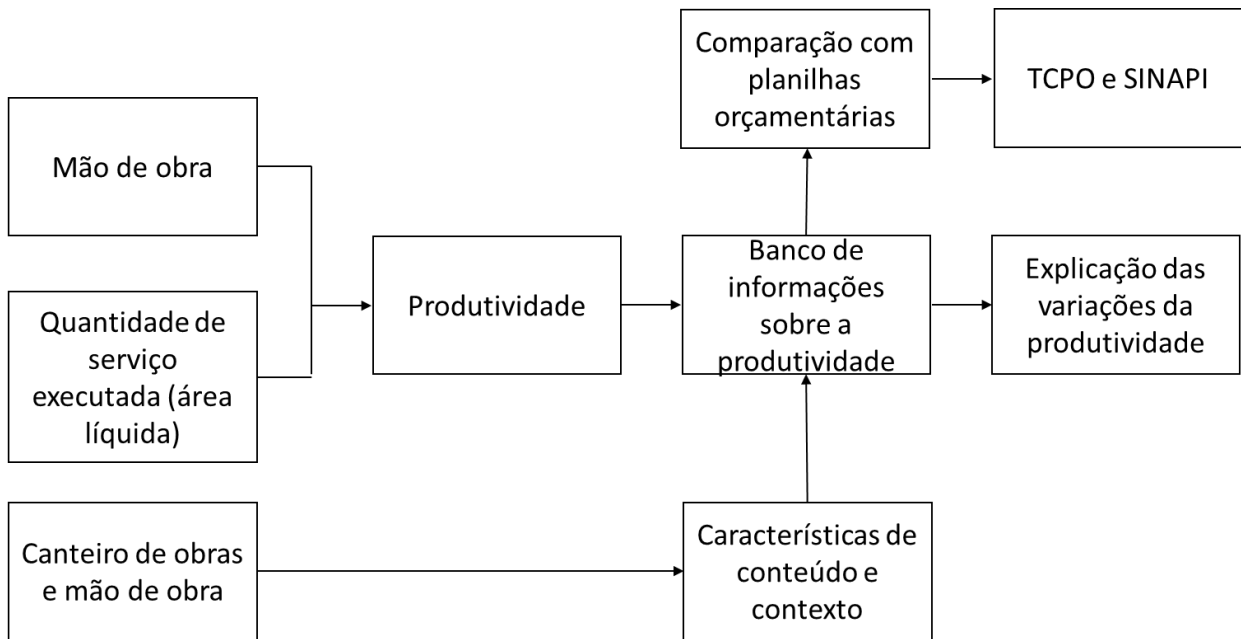 Comparação com
planilhas
orçamentárias
TCPO e SINAPI
Mão de obra
Quantidade de
serviço
executada (área
líquida)
Produtividade
Banco de
informações
sobre a
produtividade
Explicação das
variações da
produtividade
Canteiro de obras
e mão de obra
Características de
conteúdo e
contexto